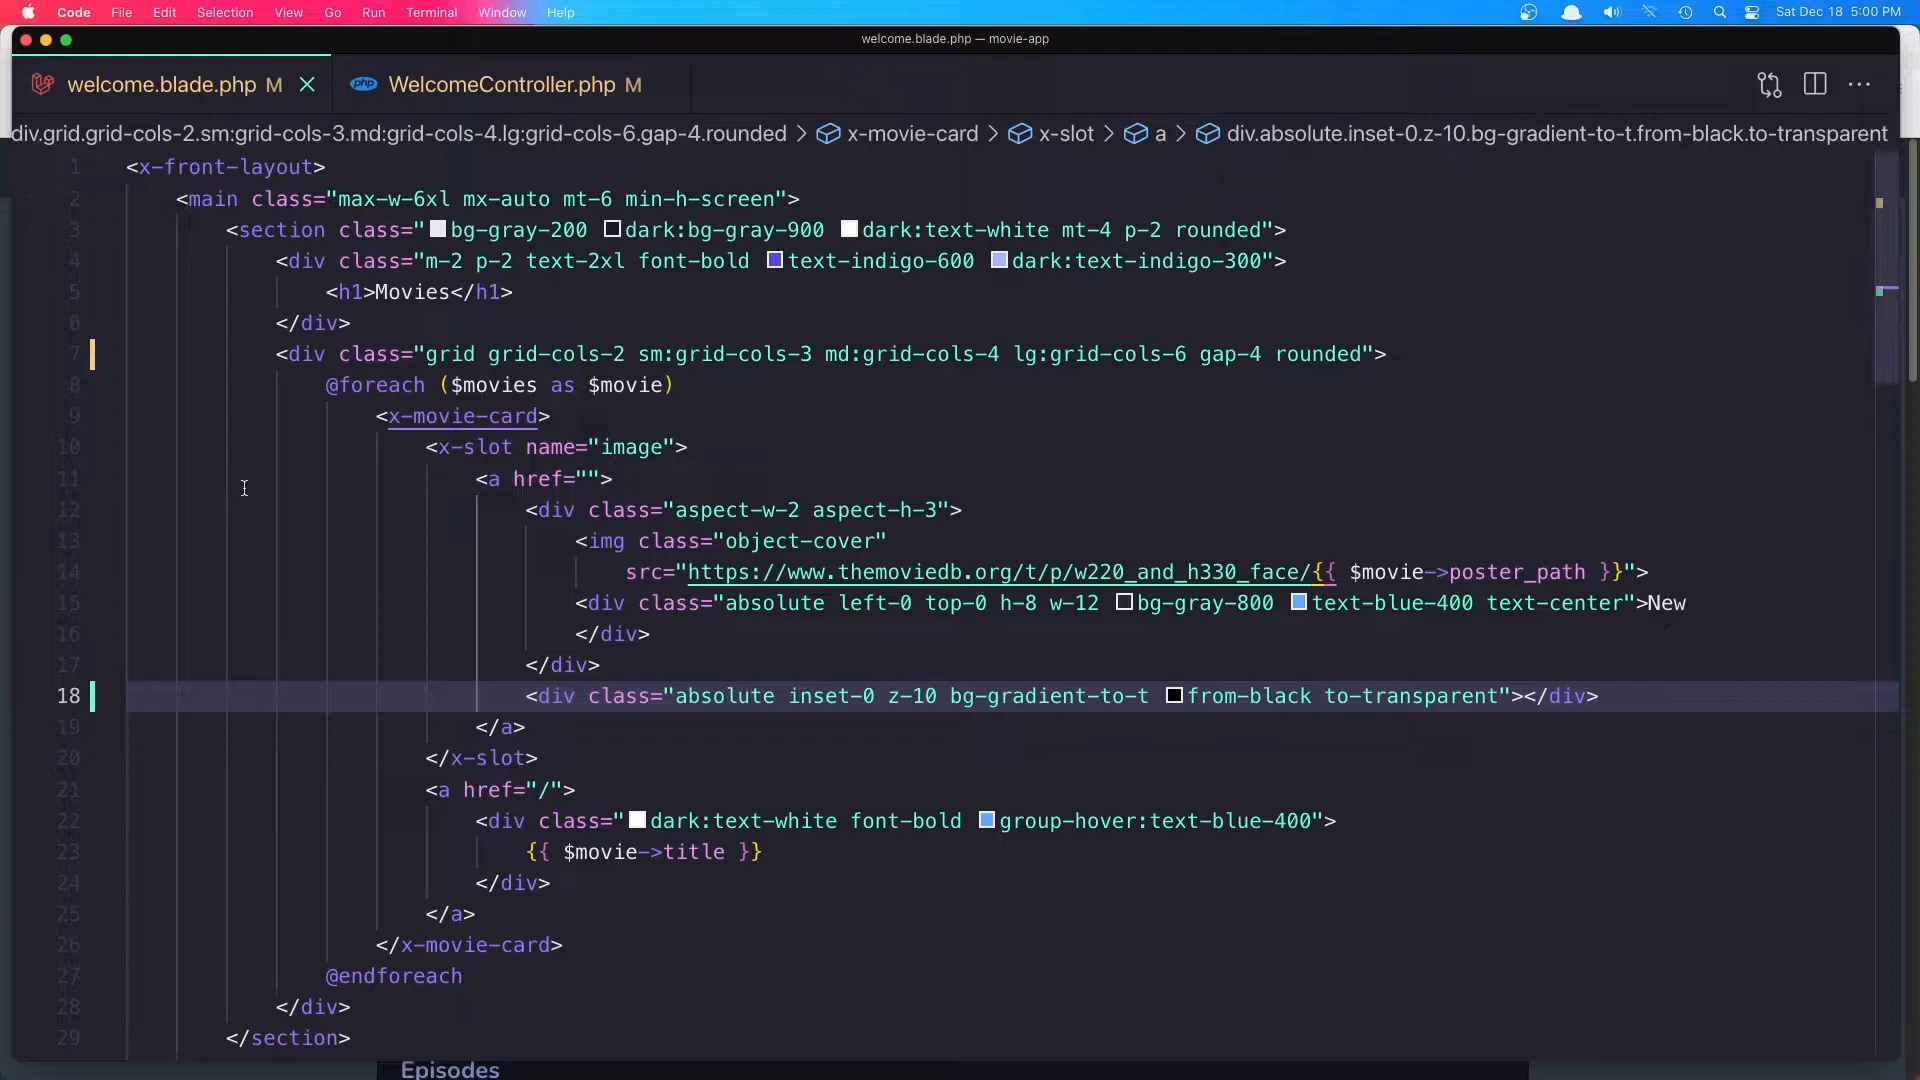 Code File Edit Selection View Go Run Terminal Window Help Sat Dec 18 5:00 PM
welcome.blade.php — movie-app
welcome.blade.php M WelcomeController.php M
div.grid.grid-cols-2.sm:grid-cols-3.md:grid-cols-4.lg:grid-cols-6.gap-4.rounded > x-movie-card > x-slot > a > div.absolute.inset-0.z-10.bg-gradient-to-t.from-black.to-transparent
1 <x-front-layout>
2 <main class="max-w-6xl mx-auto mt-6 min-h-screen">
3 <section class="bg-gray-200 dark:bg-gray-900 dark:text-white mt-4 p-2 rounded">
4 <div class="m-2 p-2 text-2xl font-bold text-indigo-600 dark:text-indigo-300">
5 <h1>Movies</h1>
6 </div>
7 <div class="grid grid-cols-2 sm:grid-cols-3 md:grid-cols-4 lg:grid-cols-6 gap-4 rounded">
8 @foreach ($movies as $movie)
9 <x-movie-card>
10 <x-slot name="image">
11 <a href="">
12 <div class="aspect-w-2 aspect-h-3">
13 <img class="object-cover"
14 src="https://www.themoviedb.org/t/p/w220_and_h330_face/{{ $movie->poster_path }}">
15 <div class="absolute left-0 top-0 h-8 w-12 bg-gray-800 text-blue-400 text-center">New
16 </div>
17 </div>
18 <div class="absolute inset-0 z-10 bg-gradient-to-t from-black to-transparent"></div>
19 </a>
20 </x-slot>
21 <a href="/">
22 <div class="dark:text-white font-bold group-hover:text-blue-400">
23 {{ $movie->title }}
24 </div>
25 </a>
26 </x-movie-card>
27 @endforeach
28 </div>
29 </section>
Episodes